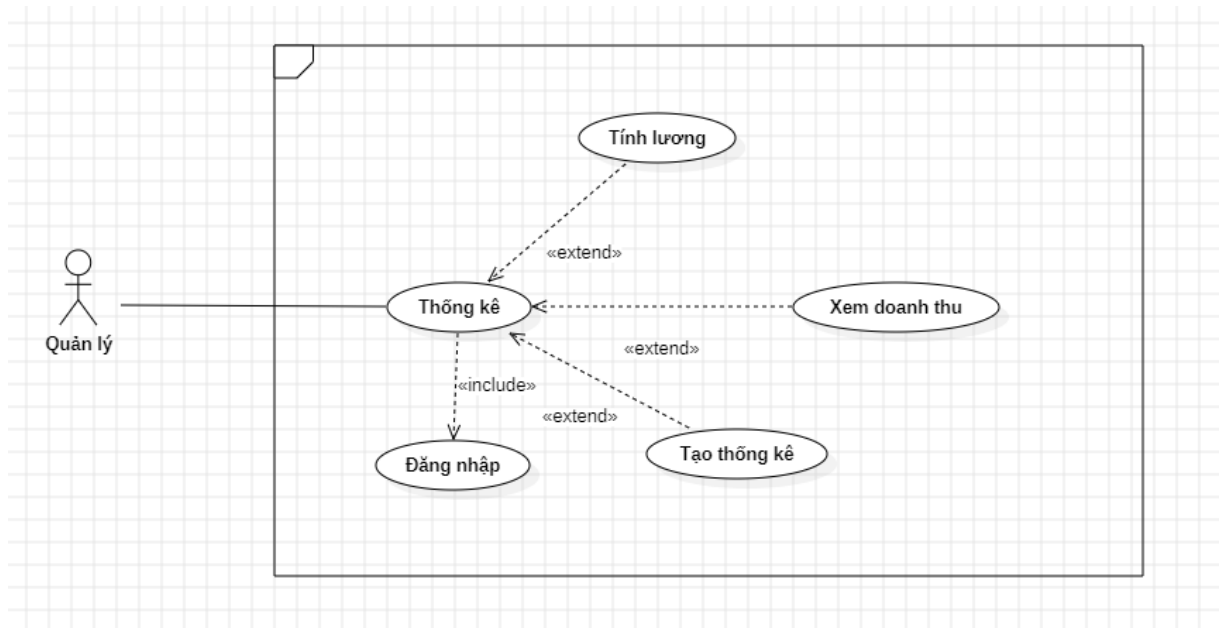 Tính lương
«extend»
Thống kê
Xem doanh thu
Quản lý
«extend»
«include»
«extend»
Tạo thống kê
Đăng nhập